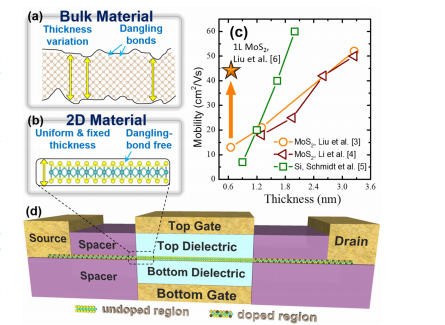 (a) Bulk Material
Thickness variation
Dangling bonds
(b) 2D Material
Uniform & fixed thickness
Dangling-bond free
(c)
1L MoS2,
Liu et al. [6]
Mobility (cm²/Vs)
60
50
40
30
20
10
0
0.6 1.2 1.8 2.4 3.0 3.6
Thickness (nm)
MoS2, Liu et al. [3]
MoS2, Li et al. [4]
Si, Schmidt et al. [5]
(d)
Source
Spacer
Spacer
Top Gate
Top Dielectric
Bottom Dielectric
Bottom Gate
Drain
undoped region
doped region